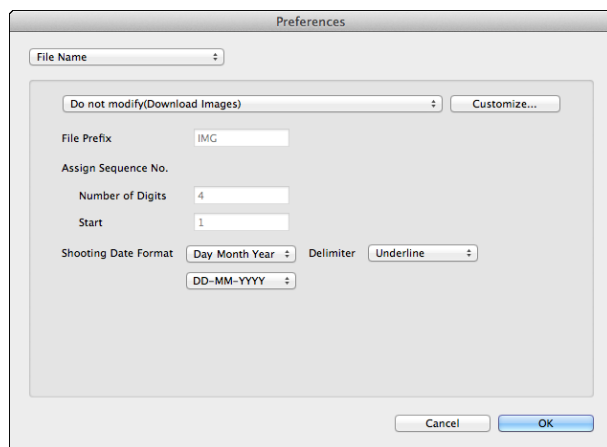 Preferences
File Name
Do not modify(Download Images) Customize...
File Prefix IMG
Assign Sequence No.
Number of Digits 4
Start 1
Shooting Date Format Day Month Year Delimiter Underline
DD-MM-YYYY
Cancel OK